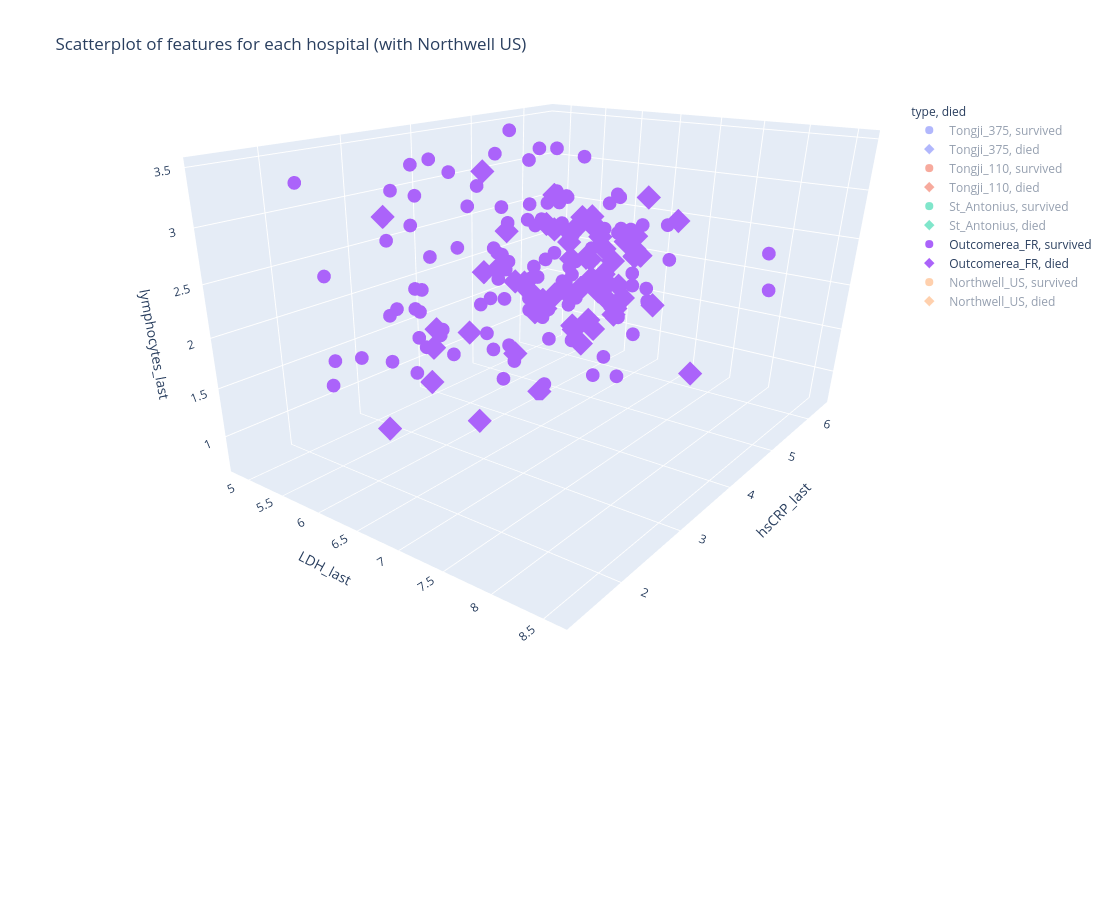 Scatterplot of features for each hospital (with Northwell US)
type, died
Tongji_375, survived
Tongji_375, died
Tongji_110, survived
Tongji_110, died
St_Antonius, survived
St_Antonius, died
Outcomerea_FR, survived
Outcomerea_FR, died
Northwell_US, survived
Northwell_US, died
3.5
3
2.5
2
1.5
1
lymphocytes_last
5
5.5
6
6.5
7
7.5
8
8.5
LDH_last
6
5
4
3
2
hsCRP_last